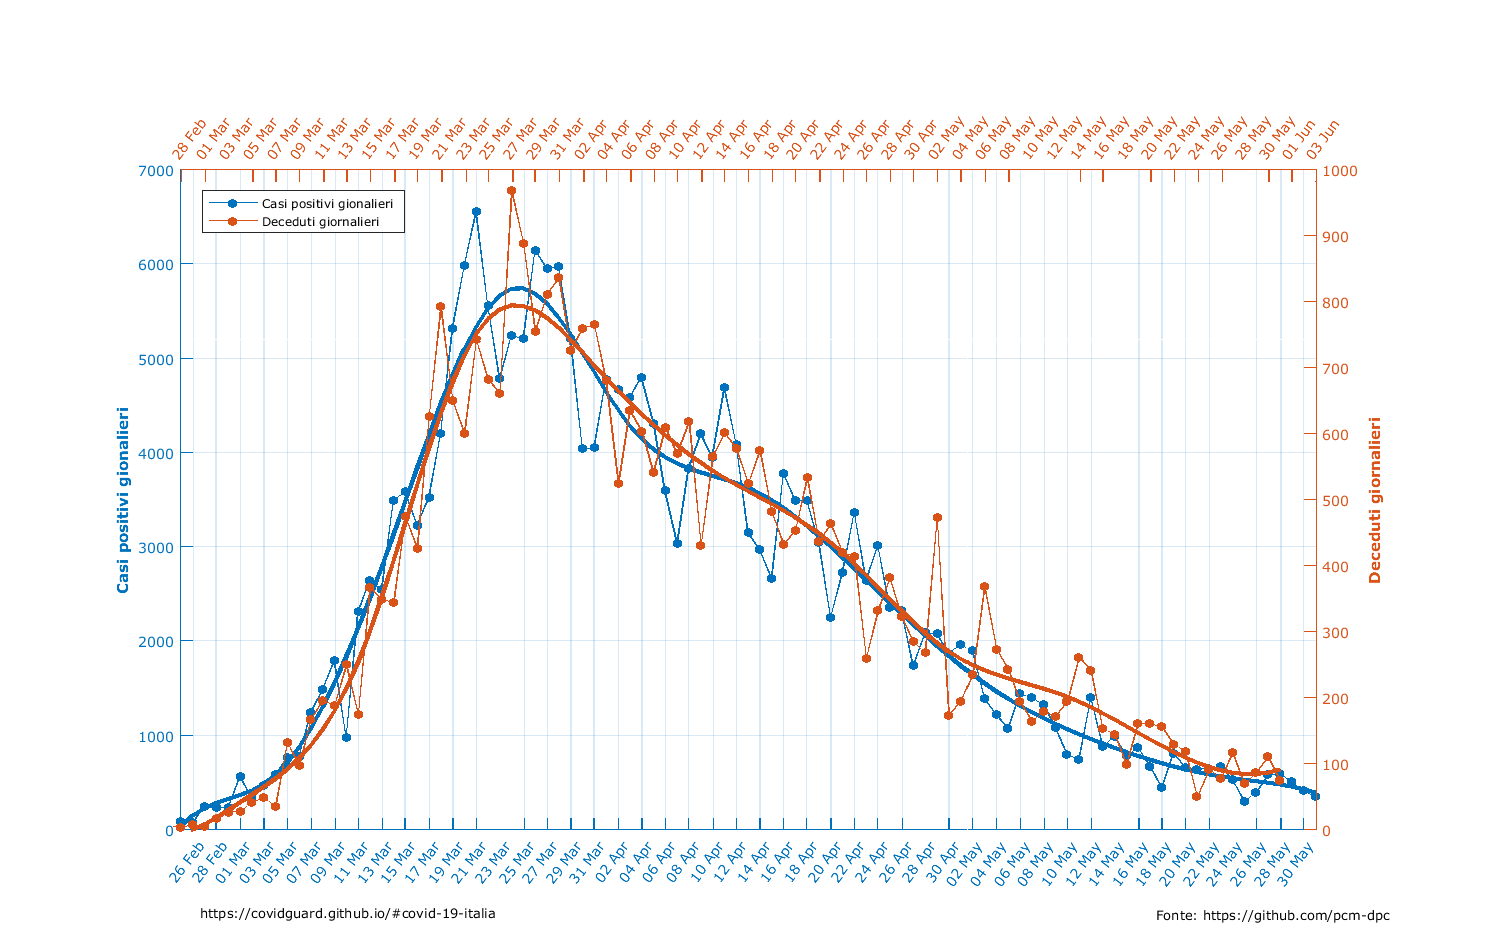 28 Feb 01 Mar 03 Mar 05 Mar 07 Mar 09 Mar 11 Mar 13 Mar 15 Mar 17 Mar 19 Mar 21 Mar 23 Mar 25 Mar 27 Mar 29 Mar 31 Mar 02 Apr 04 Apr 06 Apr 08 Apr 10 Apr 12 Apr 14 Apr 16 Apr 18 Apr 20 Apr 22 Apr 24 Apr 26 Apr 28 Apr 30 Apr 02 May 04 May 06 May 08 May 10 May 12 May 14 May 16 May 18 May 20 May 22 May 24 May 26 May 28 May 30 May 01 Jun 03 Jun
Casi positivi gionalieri
Deceduti giornalieri
7000
6000
5000
4000
3000
2000
1000
0
Casi positivi gionalieri
1000
900
800
700
600
500
400
300
200
100
0
Deceduti giornalieri
26 Feb 28 Feb 01 Mar 03 Mar 05 Mar 07 Mar 09 Mar 11 Mar 13 Mar 15 Mar 17 Mar 19 Mar 21 Mar 23 Mar 25 Mar 27 Mar 29 Mar 31 Mar 02 Apr 04 Apr 06 Apr 08 Apr 10 Apr 12 Apr 14 Apr 16 Apr 18 Apr 20 Apr 22 Apr 24 Apr 26 Apr 28 Apr 30 Apr 02 May 04 May 06 May 08 May 10 May 12 May 14 May 16 May 18 May 20 May 22 May 24 May 26 May 28 May 30 May
https://covidguard.github.io/#covid-19-italia
Fonte: https://github.com/pcm-dpc